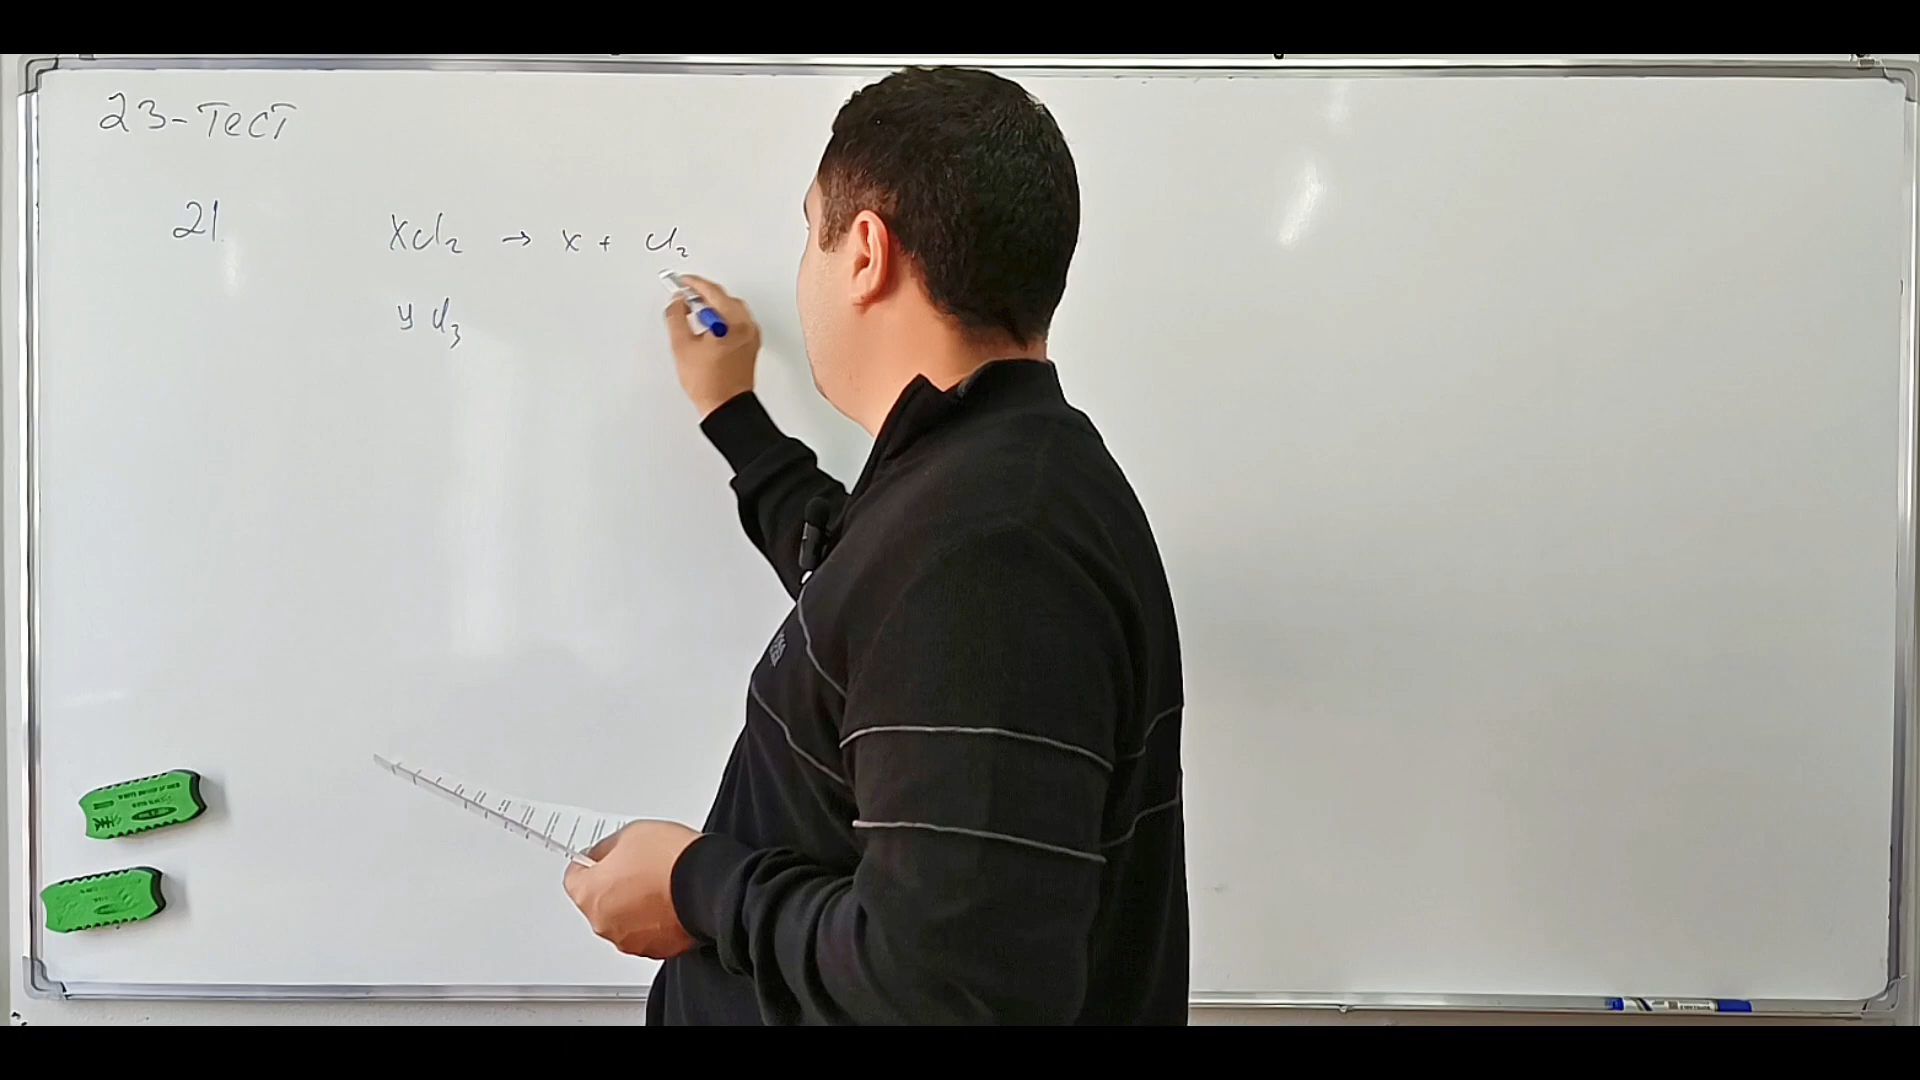 23-Тест
21.
XCl₂ → X + Cl₂
y Cl₃